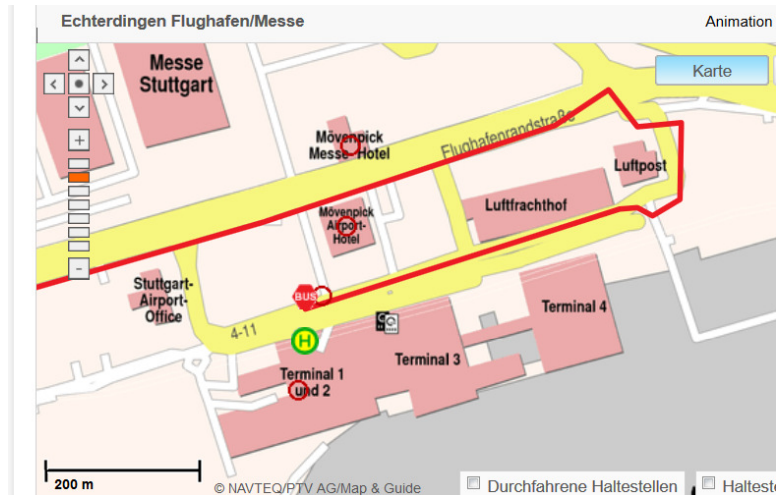 Echterdingen Flughafen/Messe
Animation
Karte
Messe
Stuttgart
Mövenpick
Messe-Hotel
Flughafenrandstraße
Luftpost
Luftfrachthof
Mövenpick
Airport-
Hotel
Stuttgart-
Airport-
Office
BUS
4-11
H
Terminal 4
Terminal 3
Terminal 1
und 2
200 m
© NAVTEQ/PTV AG/Map & Guide
Durchfahrene Haltestellen
Halteste